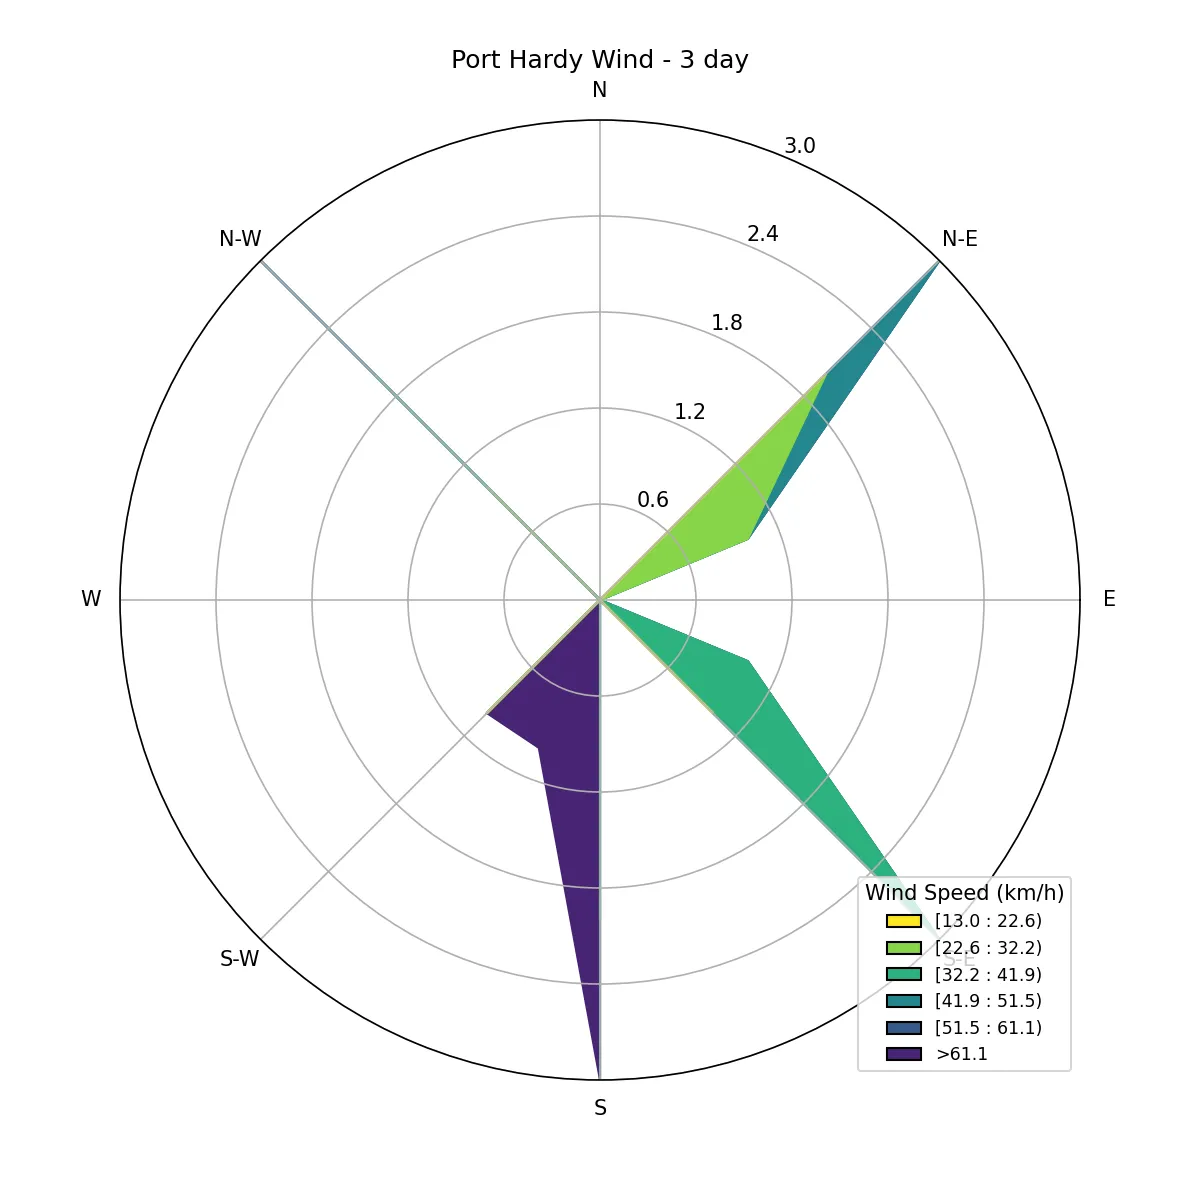 Port Hardy Wind - 3 day
N
3.0
N-W
N-E
2.4
1.8
1.2
0.6
W
E
S-W
S-E
S
Wind Speed (km/h)
[13.0 : 22.6)
[22.6 : 32.2)
[32.2 : 41.9)
[41.9 : 51.5)
[51.5 : 61.1)
>61.1